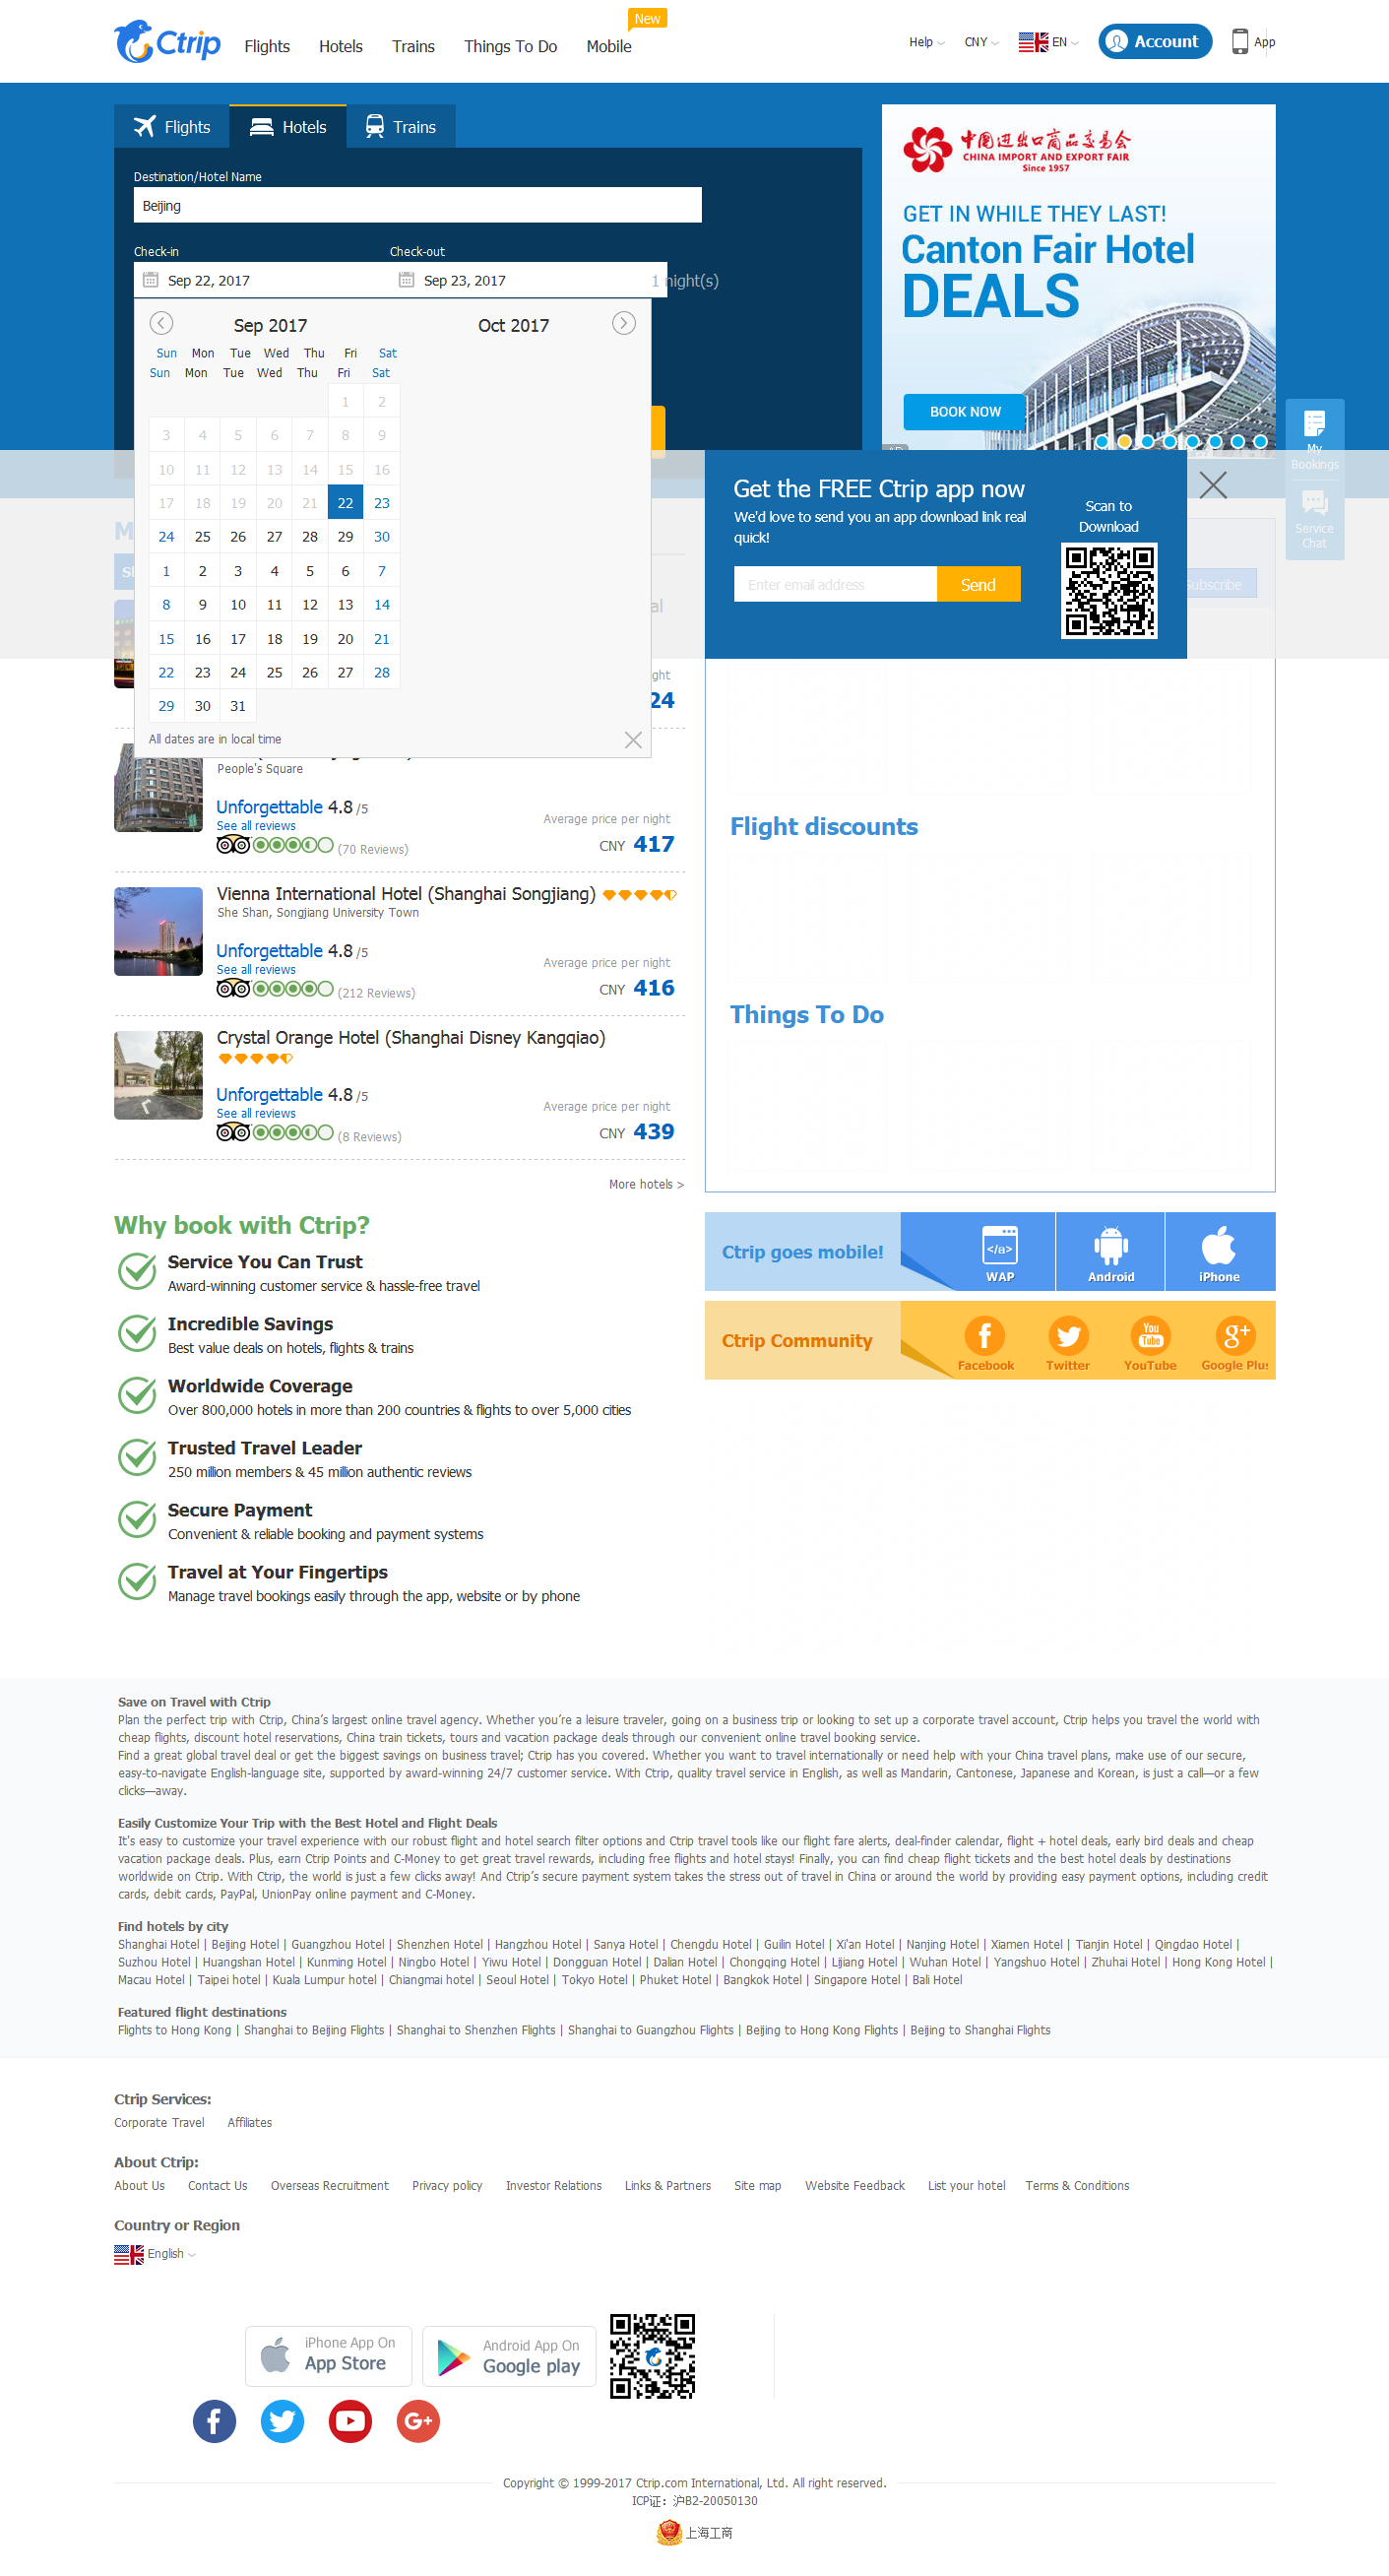 New
Ctrip Flights Hotels Trains Things To Do Mobile
Help CNY EN Account App
Flights Hotels Trains
Destination/Hotel Name
Beijing
Check-in Check-out
Sep 22, 2017 Sep 23, 2017 1 night(s)
Sep 2017 Oct 2017
Sun Mon Tue Wed Thu Fri Sat
Sun Mon Tue Wed Thu Fri Sat
1 2
3 4 5 6 7 8 9
10 11 12 13 14 15 16
17 18 19 20 21 22 23
24 25 26 27 28 29 30
1 2 3 4 5 6 7
8 9 10 11 12 13 14
15 16 17 18 19 20 21
22 23 24 25 26 27 28
29 30 31
All dates are in local time
中国进出口商品交易会
CHINA IMPORT AND EXPORT FAIR
Since 1957
GET IN WHILE THEY LAST!
Canton Fair Hotel
DEALS
BOOK NOW
My
Bookings
Service
Chat
Get the FREE Ctrip app now
We'd love to send you an app download link real
quick!
Enter email address Send
Scan to
Download
Subscribe
24
People's Square
Unforgettable 4.8 /5
See all reviews
(70 Reviews)
Average price per night
CNY 417
Vienna International Hotel (Shanghai Songjiang)
She Shan, Songjiang University Town
Unforgettable 4.8 /5
See all reviews
(212 Reviews)
Average price per night
CNY 416
Crystal Orange Hotel (Shanghai Disney Kangqiao)
Unforgettable 4.8 /5
See all reviews
(8 Reviews)
Average price per night
CNY 439
More hotels >
Flight discounts
Things To Do
Why book with Ctrip?
Service You Can Trust
Award-winning customer service & hassle-free travel
Incredible Savings
Best value deals on hotels, flights & trains
Worldwide Coverage
Over 800,000 hotels in more than 200 countries & flights to over 5,000 cities
Trusted Travel Leader
250 million members & 45 million authentic reviews
Secure Payment
Convenient & reliable booking and payment systems
Travel at Your Fingertips
Manage travel bookings easily through the app, website or by phone
Ctrip goes mobile! WAP Android iPhone
Ctrip Community Facebook Twitter YouTube Google Plus
Save on Travel with Ctrip
Plan the perfect trip with Ctrip, China’s largest online travel agency. Whether you’re a leisure traveler, going on a business trip or looking to set up a corporate travel account, Ctrip helps you travel the world with
cheap flights, discount hotel reservations, China train tickets, tours and vacation package deals through our convenient online travel booking service.
Find a great global travel deal or get the biggest savings on business travel; Ctrip has you covered. Whether you want to travel internationally or need help with your China travel plans, make use of our secure,
easy-to-navigate English-language site, supported by award-winning 24/7 customer service. With Ctrip, quality travel service in English, as well as Mandarin, Cantonese, Japanese and Korean, is just a call—or a few
clicks—away.
Easily Customize Your Trip with the Best Hotel and Flight Deals
It's easy to customize your travel experience with our robust flight and hotel search filter options and Ctrip travel tools like our flight fare alerts, deal-finder calendar, flight + hotel deals, early bird deals and cheap
vacation package deals. Plus, earn Ctrip Points and C-Money to get great travel rewards, including free flights and hotel stays! Finally, you can find cheap flight tickets and the best hotel deals by destinations
worldwide on Ctrip. With Ctrip, the world is just a few clicks away! And Ctrip’s secure payment system takes the stress out of travel in China or around the world by providing easy payment options, including credit
cards, debit cards, PayPal, UnionPay online payment and C-Money.
Find hotels by city
Shanghai Hotel | Beijing Hotel | Guangzhou Hotel | Shenzhen Hotel | Hangzhou Hotel | Sanya Hotel | Chengdu Hotel | Guilin Hotel | Xi'an Hotel | Nanjing Hotel | Xiamen Hotel | Tianjin Hotel | Qingdao Hotel |
Suzhou Hotel | Huangshan Hotel | Kunming Hotel | Ningbo Hotel | Yiwu Hotel | Dongguan Hotel | Dalian Hotel | Chongqing Hotel | Lijiang Hotel | Wuhan Hotel | Yangshuo Hotel | Zhuhai Hotel | Hong Kong Hotel |
Macau Hotel | Taipei hotel | Kuala Lumpur hotel | Chiangmai hotel | Seoul Hotel | Tokyo Hotel | Phuket Hotel | Bangkok Hotel | Singapore Hotel | Bali Hotel
Featured flight destinations
Flights to Hong Kong | Shanghai to Beijing Flights | Shanghai to Shenzhen Flights | Shanghai to Guangzhou Flights | Beijing to Hong Kong Flights | Beijing to Shanghai Flights
Ctrip Services:
Corporate Travel Affiliates
About Ctrip:
About Us Contact Us Overseas Recruitment Privacy policy Investor Relations Links & Partners Site map Website Feedback List your hotel Terms & Conditions
Country or Region
English
iPhone App On
App Store
Android App On
Google play
Copyright © 1999-2017 Ctrip.com International, Ltd. All right reserved.
ICP证：沪B2-20050130
上海工商